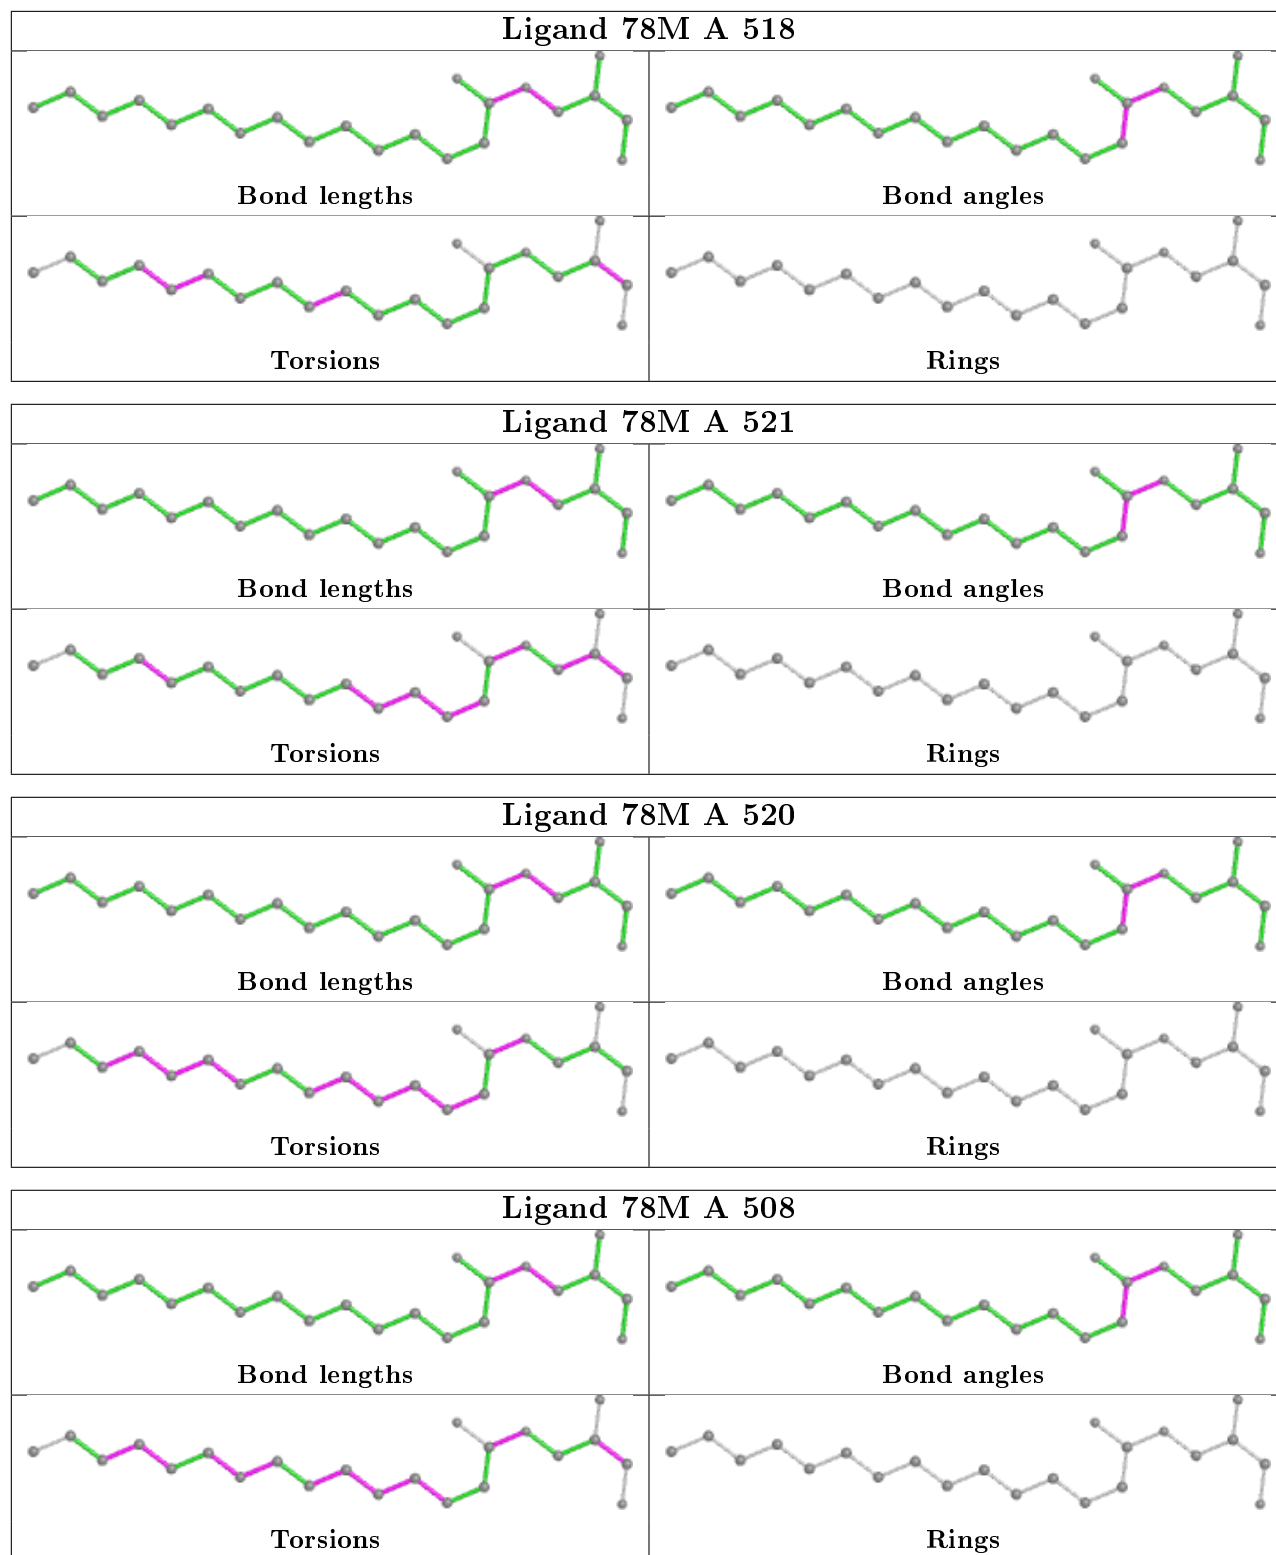 Ligand 78M A 518
Bond lengths
Bond angles
Torsions
Rings
Ligand 78M A 521
Bond lengths
Bond angles
Torsions
Rings
Ligand 78M A 520
Bond lengths
Bond angles
Torsions
Rings
Ligand 78M A 508
Bond lengths
Bond angles
Torsions
Rings